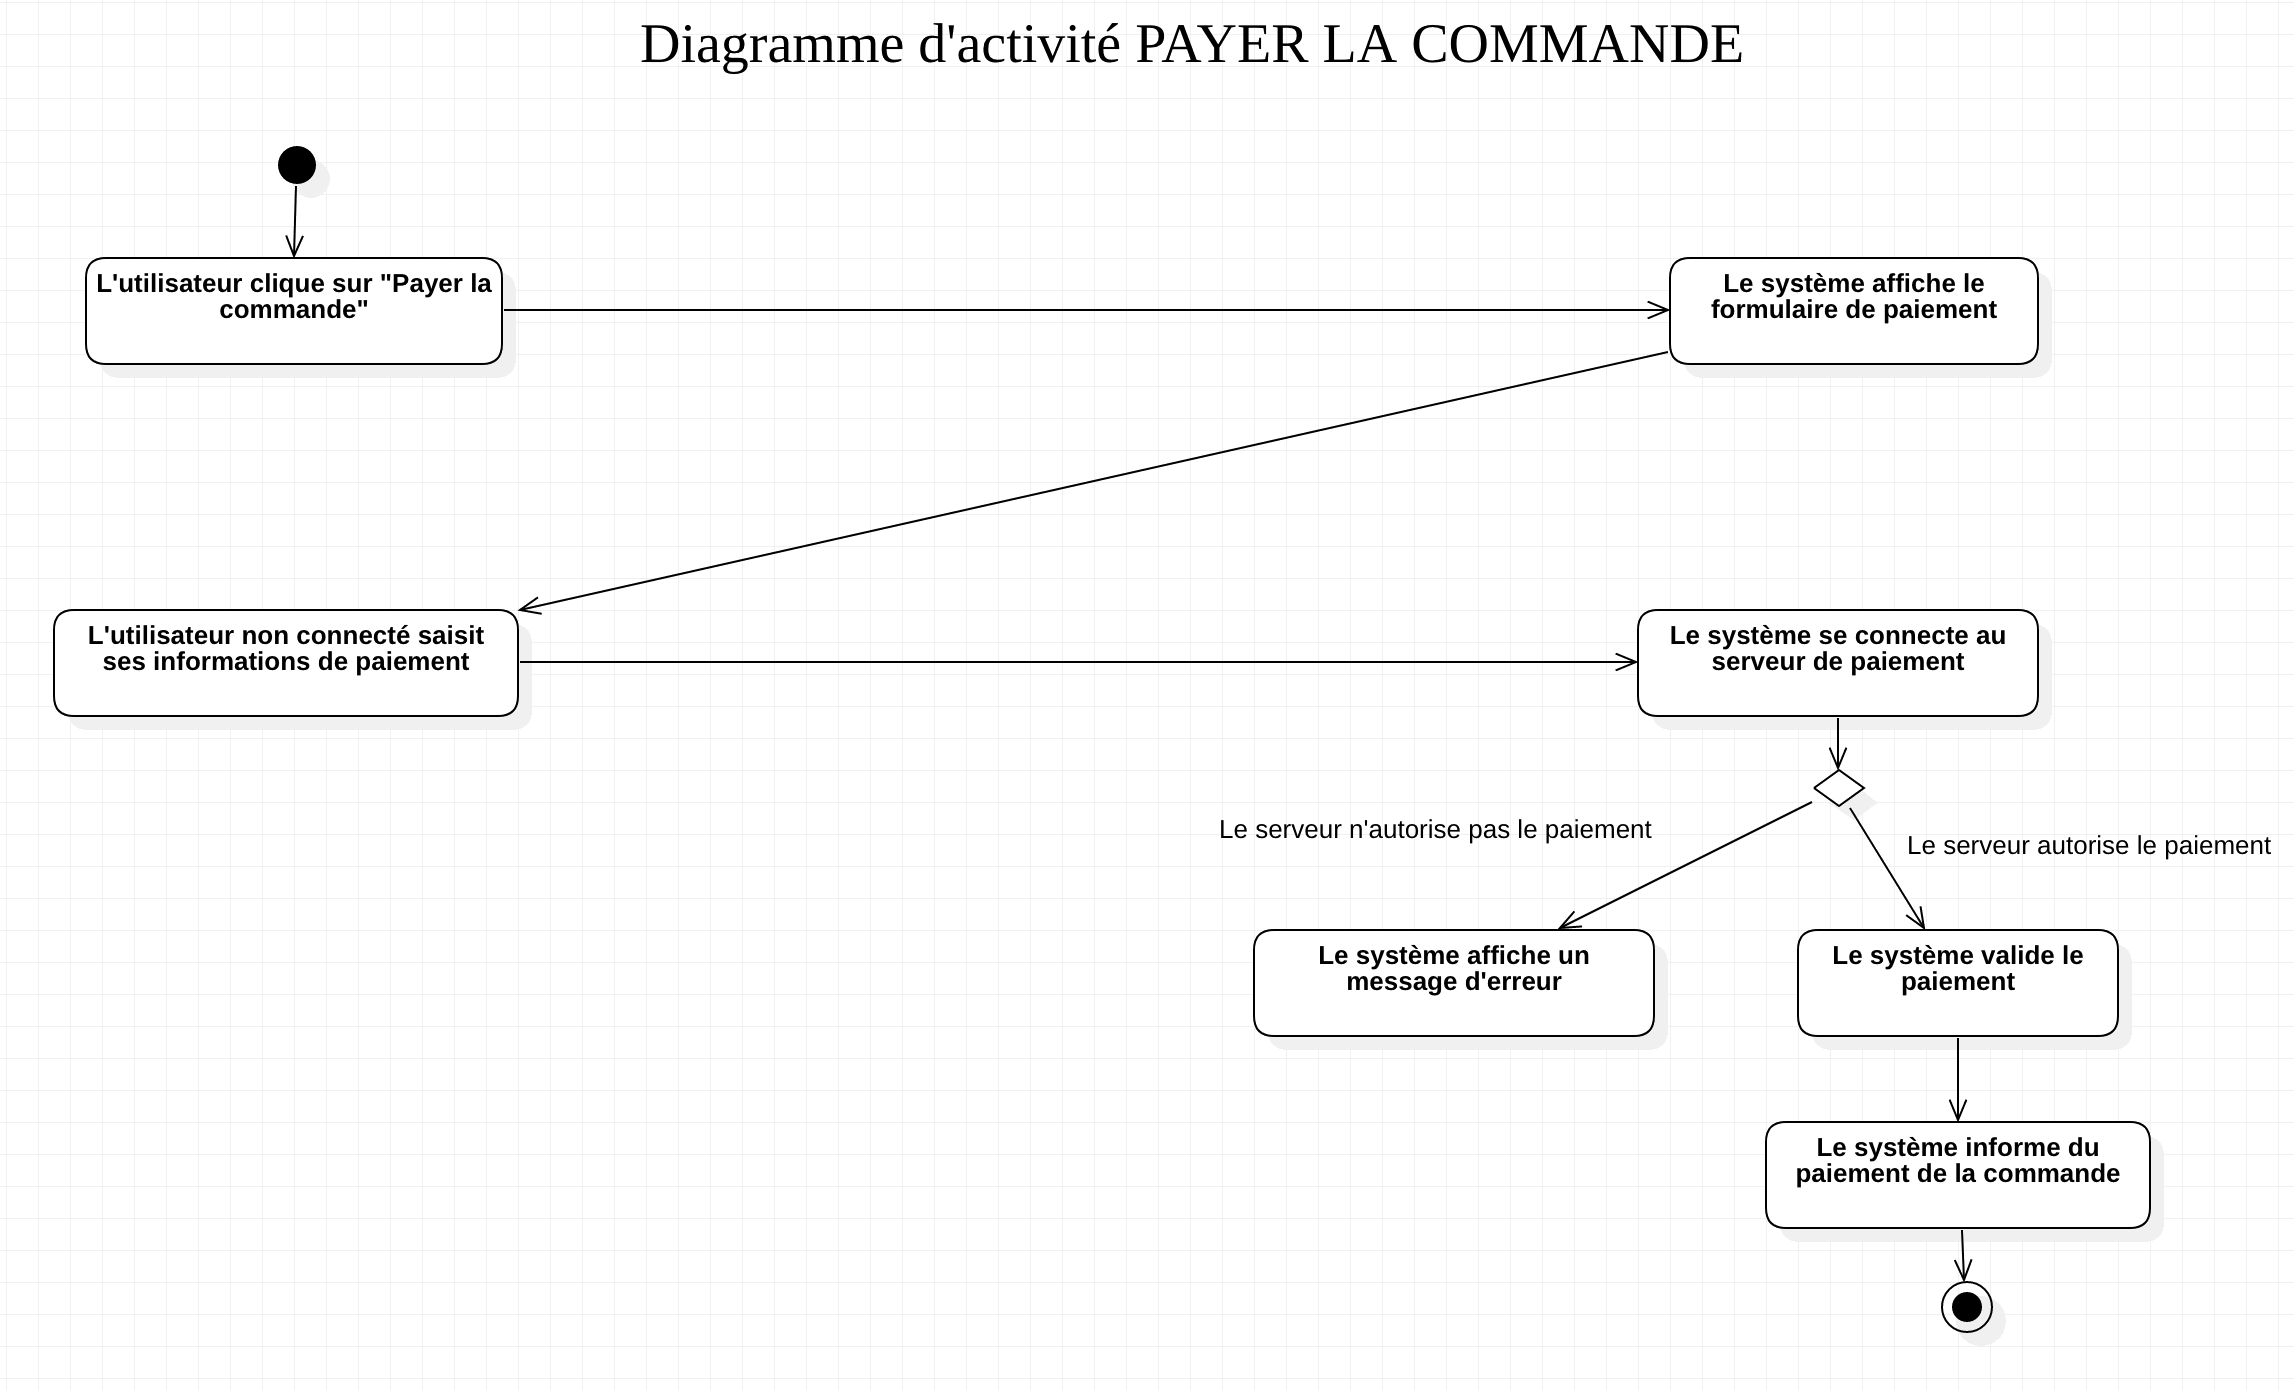 Diagramme d'activité PAYER LA COMMANDE
L'utilisateur clique sur "Payer la
commande"
Le système affiche le
formulaire de paiement
L'utilisateur non connecté saisit
ses informations de paiement
Le système se connecte au
serveur de paiement
Le serveur n'autorise pas le paiement
Le serveur autorise le paiement
Le système affiche un
message d'erreur
Le système valide le
paiement
Le système informe du
paiement de la commande